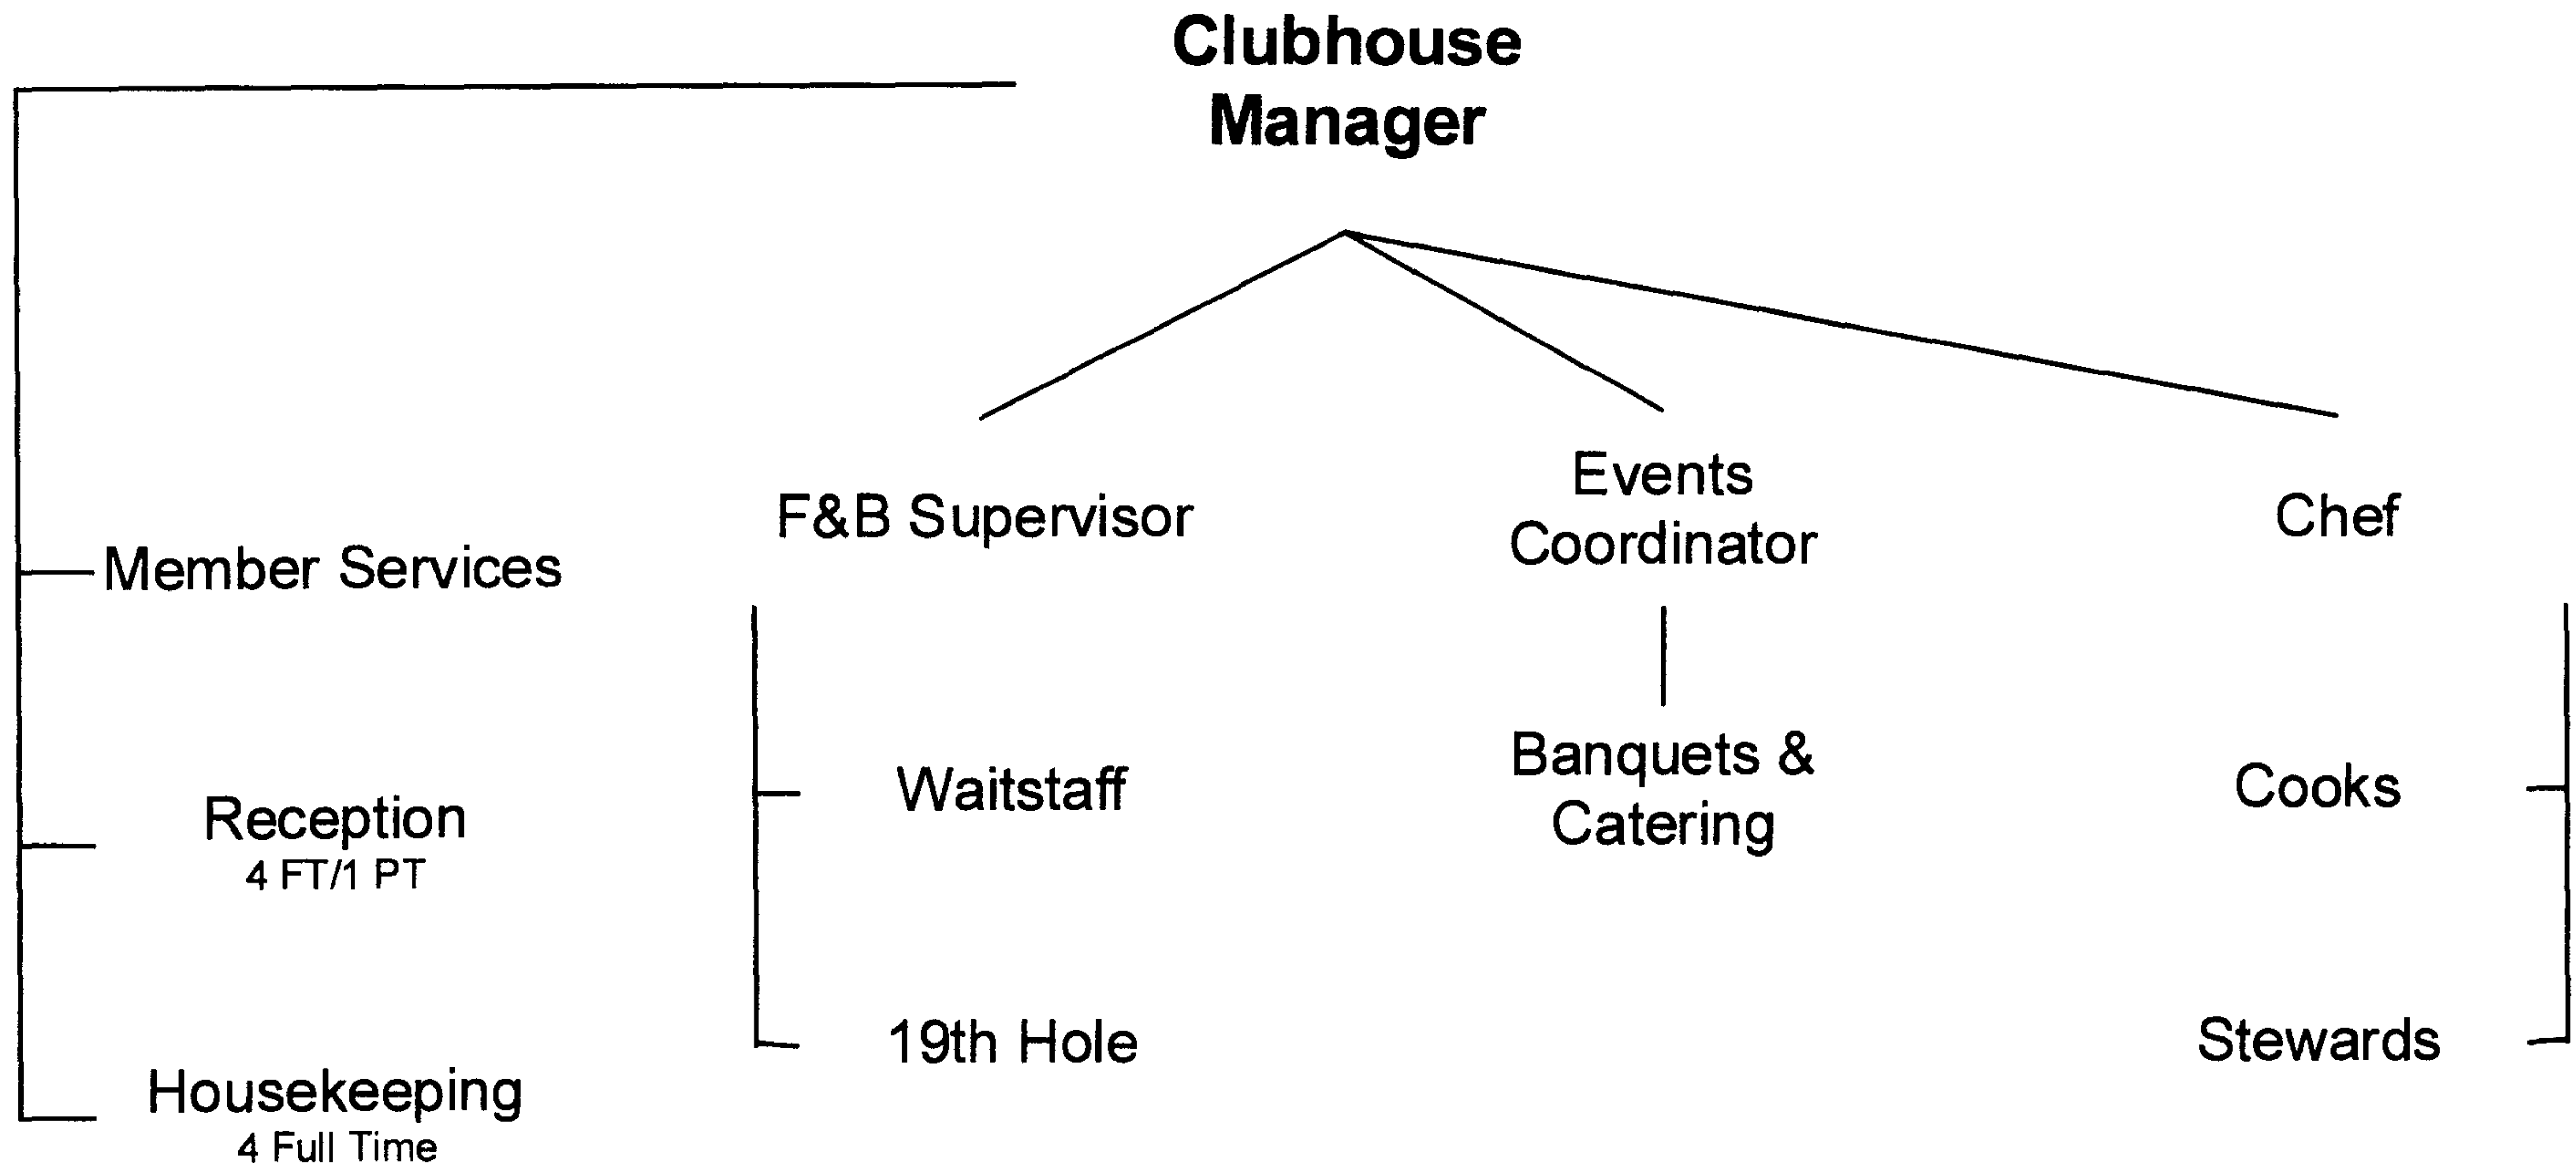 Clubhouse
Manager
Member Services
Reception
4 FT/1 PT
Housekeeping
4 Full Time
F&B Supervisor
Waitstaff
19th Hole
Events
Coordinator
Banquets &
Catering
Chef
Cooks
Stewards